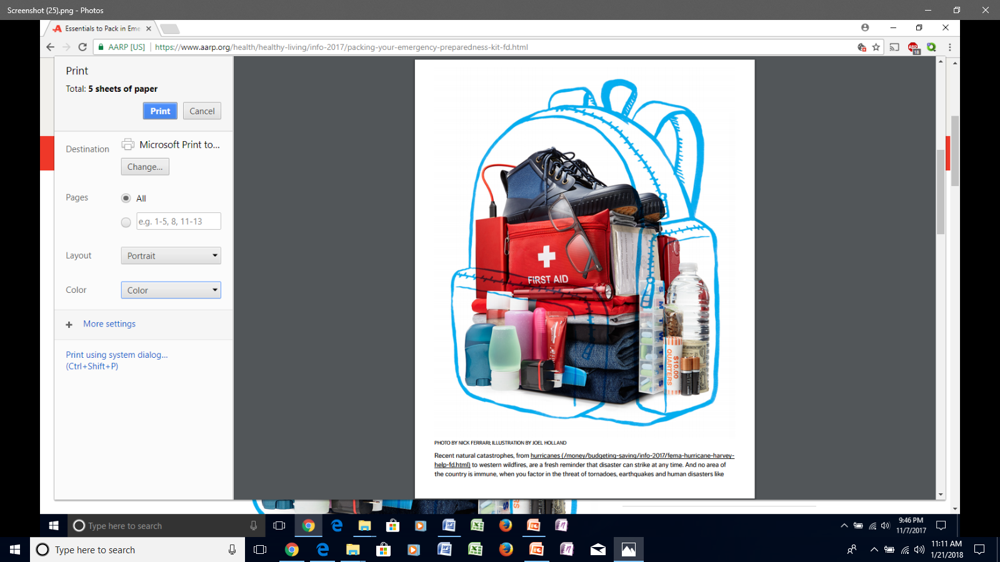 Screenshot (25).png - Photos
Essentials to Pack in Eme
AARP [US] | https://www.aarp.org/health/healthy-living/info-2017/packing-your-emergency-preparedness-kit-fd.html
ABP
18
Print
Total: 5 sheets of paper
Print Cancel
Destination Microsoft Print to...
Change...
Pages All
e.g. 1-5, 8, 11-13
Layout Portrait
Color Color
+ More settings
Print using system dialog...
(Ctrl+Shift+P)
FIRST AID
S
M
T
W
T
F
S
$10.00
QUARTERS
PHOTO BY NICK FERRARI; ILLUSTRATION BY JOEL HOLLAND
Recent natural catastrophes, from hurricanes (/money/budgeting-saving/info-2017/fema-hurricane-harvey-
help-fd.html) to western wildfires, are a fresh reminder that disaster can strike at any time. And no area of
the country is immune, when you factor in the threat of tornadoes, earthquakes and human disasters like
Type here to search
9:46 PM
11/7/2017
Type here to search
11:11 AM
1/21/2018